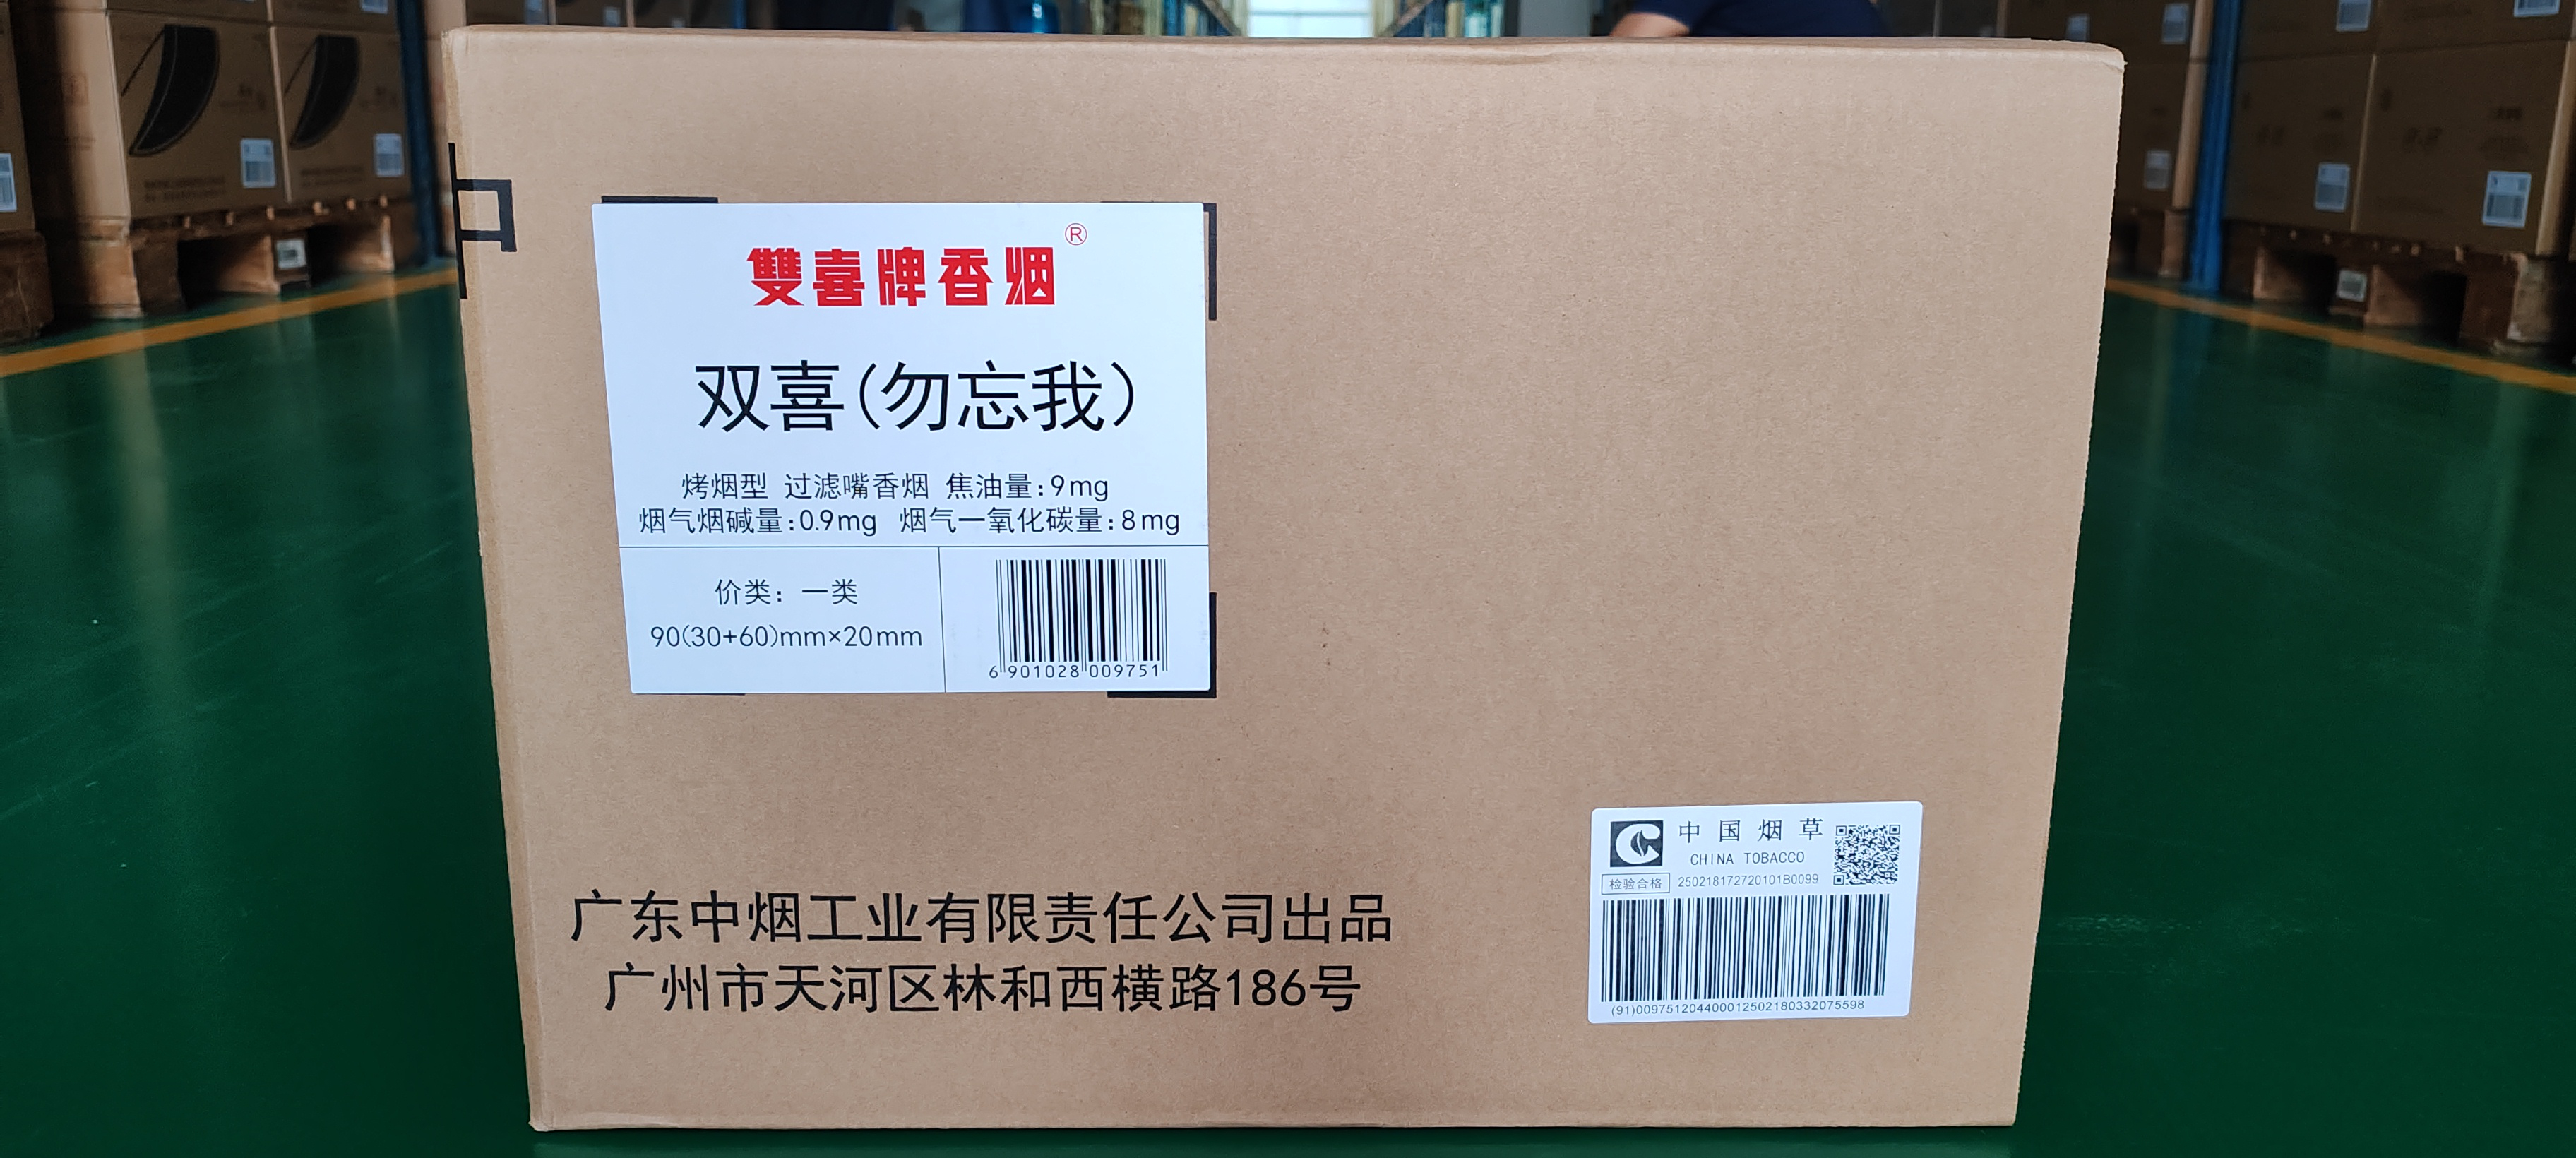 雙喜牌香烟®
双喜(勿忘我)
烤烟型 过滤嘴香烟 焦油量:9mg
烟气烟碱量:0.9mg 烟气一氧化碳量:8mg
价类：一类
90(30+60)mm×20mm
6 901028 009751
广东中烟工业有限责任公司出品
广州市天河区林和西横路186号
中国烟草
CHINA TOBACCO
检验合格 250218172720101B0099
(91)00975120440001250218033207559​8